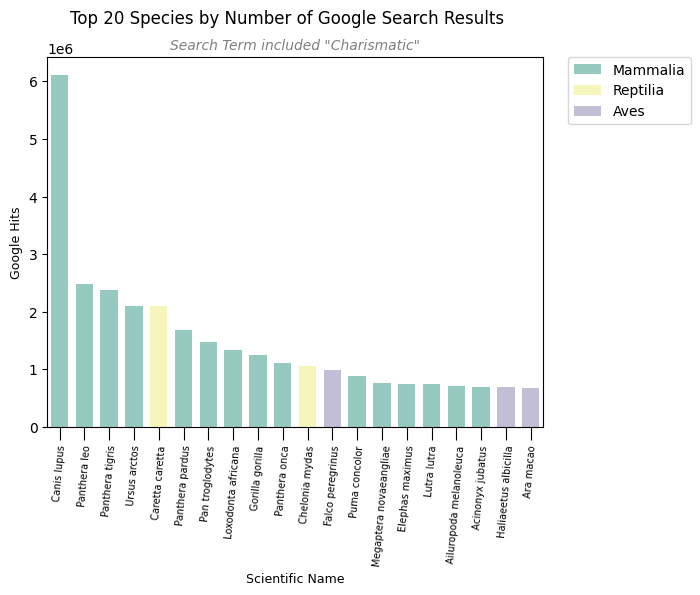 Top 20 Species by Number of Google Search Results
Search Term included "Charismatic"
1e6
6
5
4
3
2
1
0
Google Hits
Canis lupus
Panthera leo
Panthera tigris
Ursus arctos
Caretta caretta
Panthera pardus
Pan troglodytes
Loxodonta africana
Gorilla gorilla
Panthera onca
Chelonia mydas
Falco peregrinus
Puma concolor
Megaptera novaeangliae
Elephas maximus
Lutra lutra
Ailuropoda melanoleuca
Acinonyx jubatus
Haliaeetus albicilla
Ara macao
Scientific Name
Mammalia
Reptilia
Aves